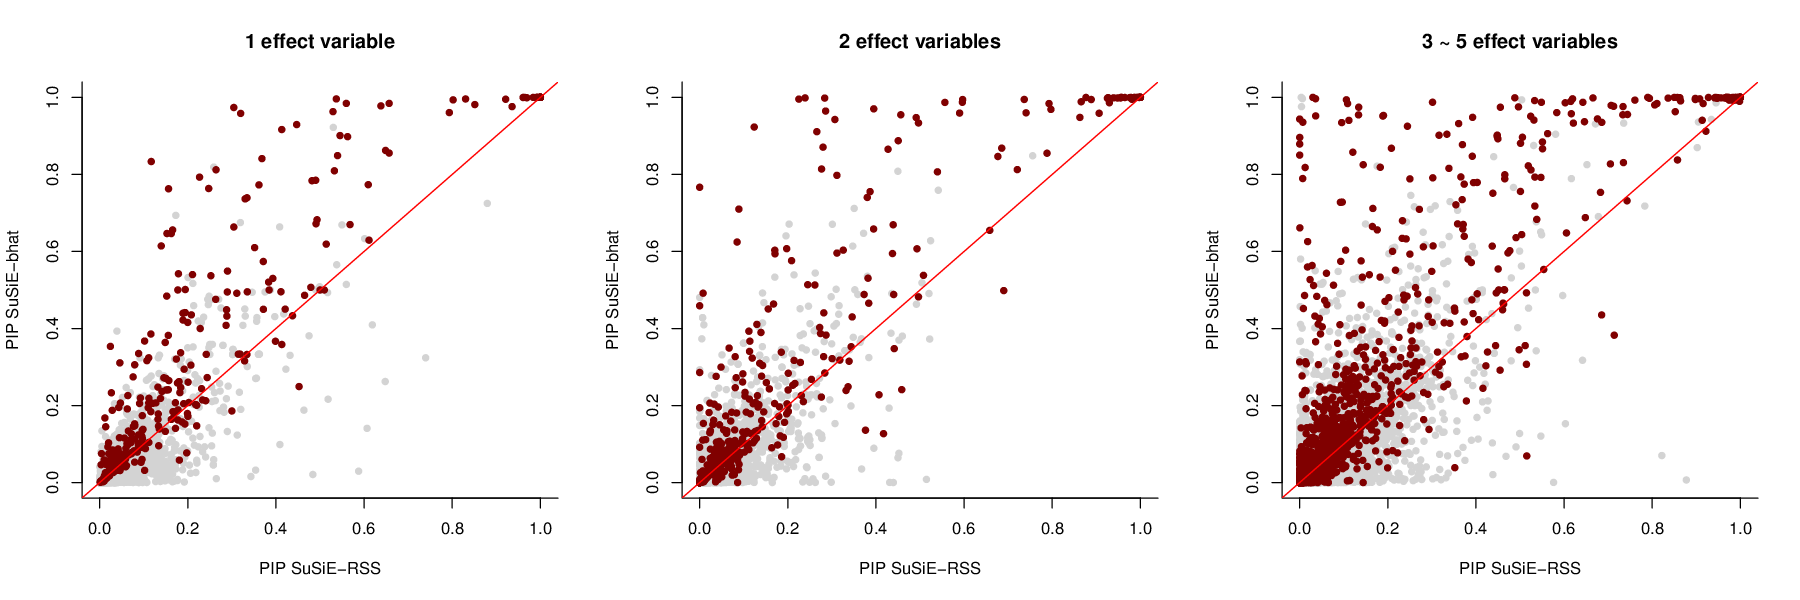 1 effect variable
PIP SuSiE−bhat
1.0
0.8
0.6
0.4
0.2
0.0
0.0 0.2 0.4 0.6 0.8 1.0
PIP SuSiE−RSS
2 effect variables
PIP SuSiE−bhat
1.0
0.8
0.6
0.4
0.2
0.0
0.0 0.2 0.4 0.6 0.8 1.0
PIP SuSiE−RSS
3 ~ 5 effect variables
PIP SuSiE−bhat
1.0
0.8
0.6
0.4
0.2
0.0
0.0 0.2 0.4 0.6 0.8 1.0
PIP SuSiE−RSS